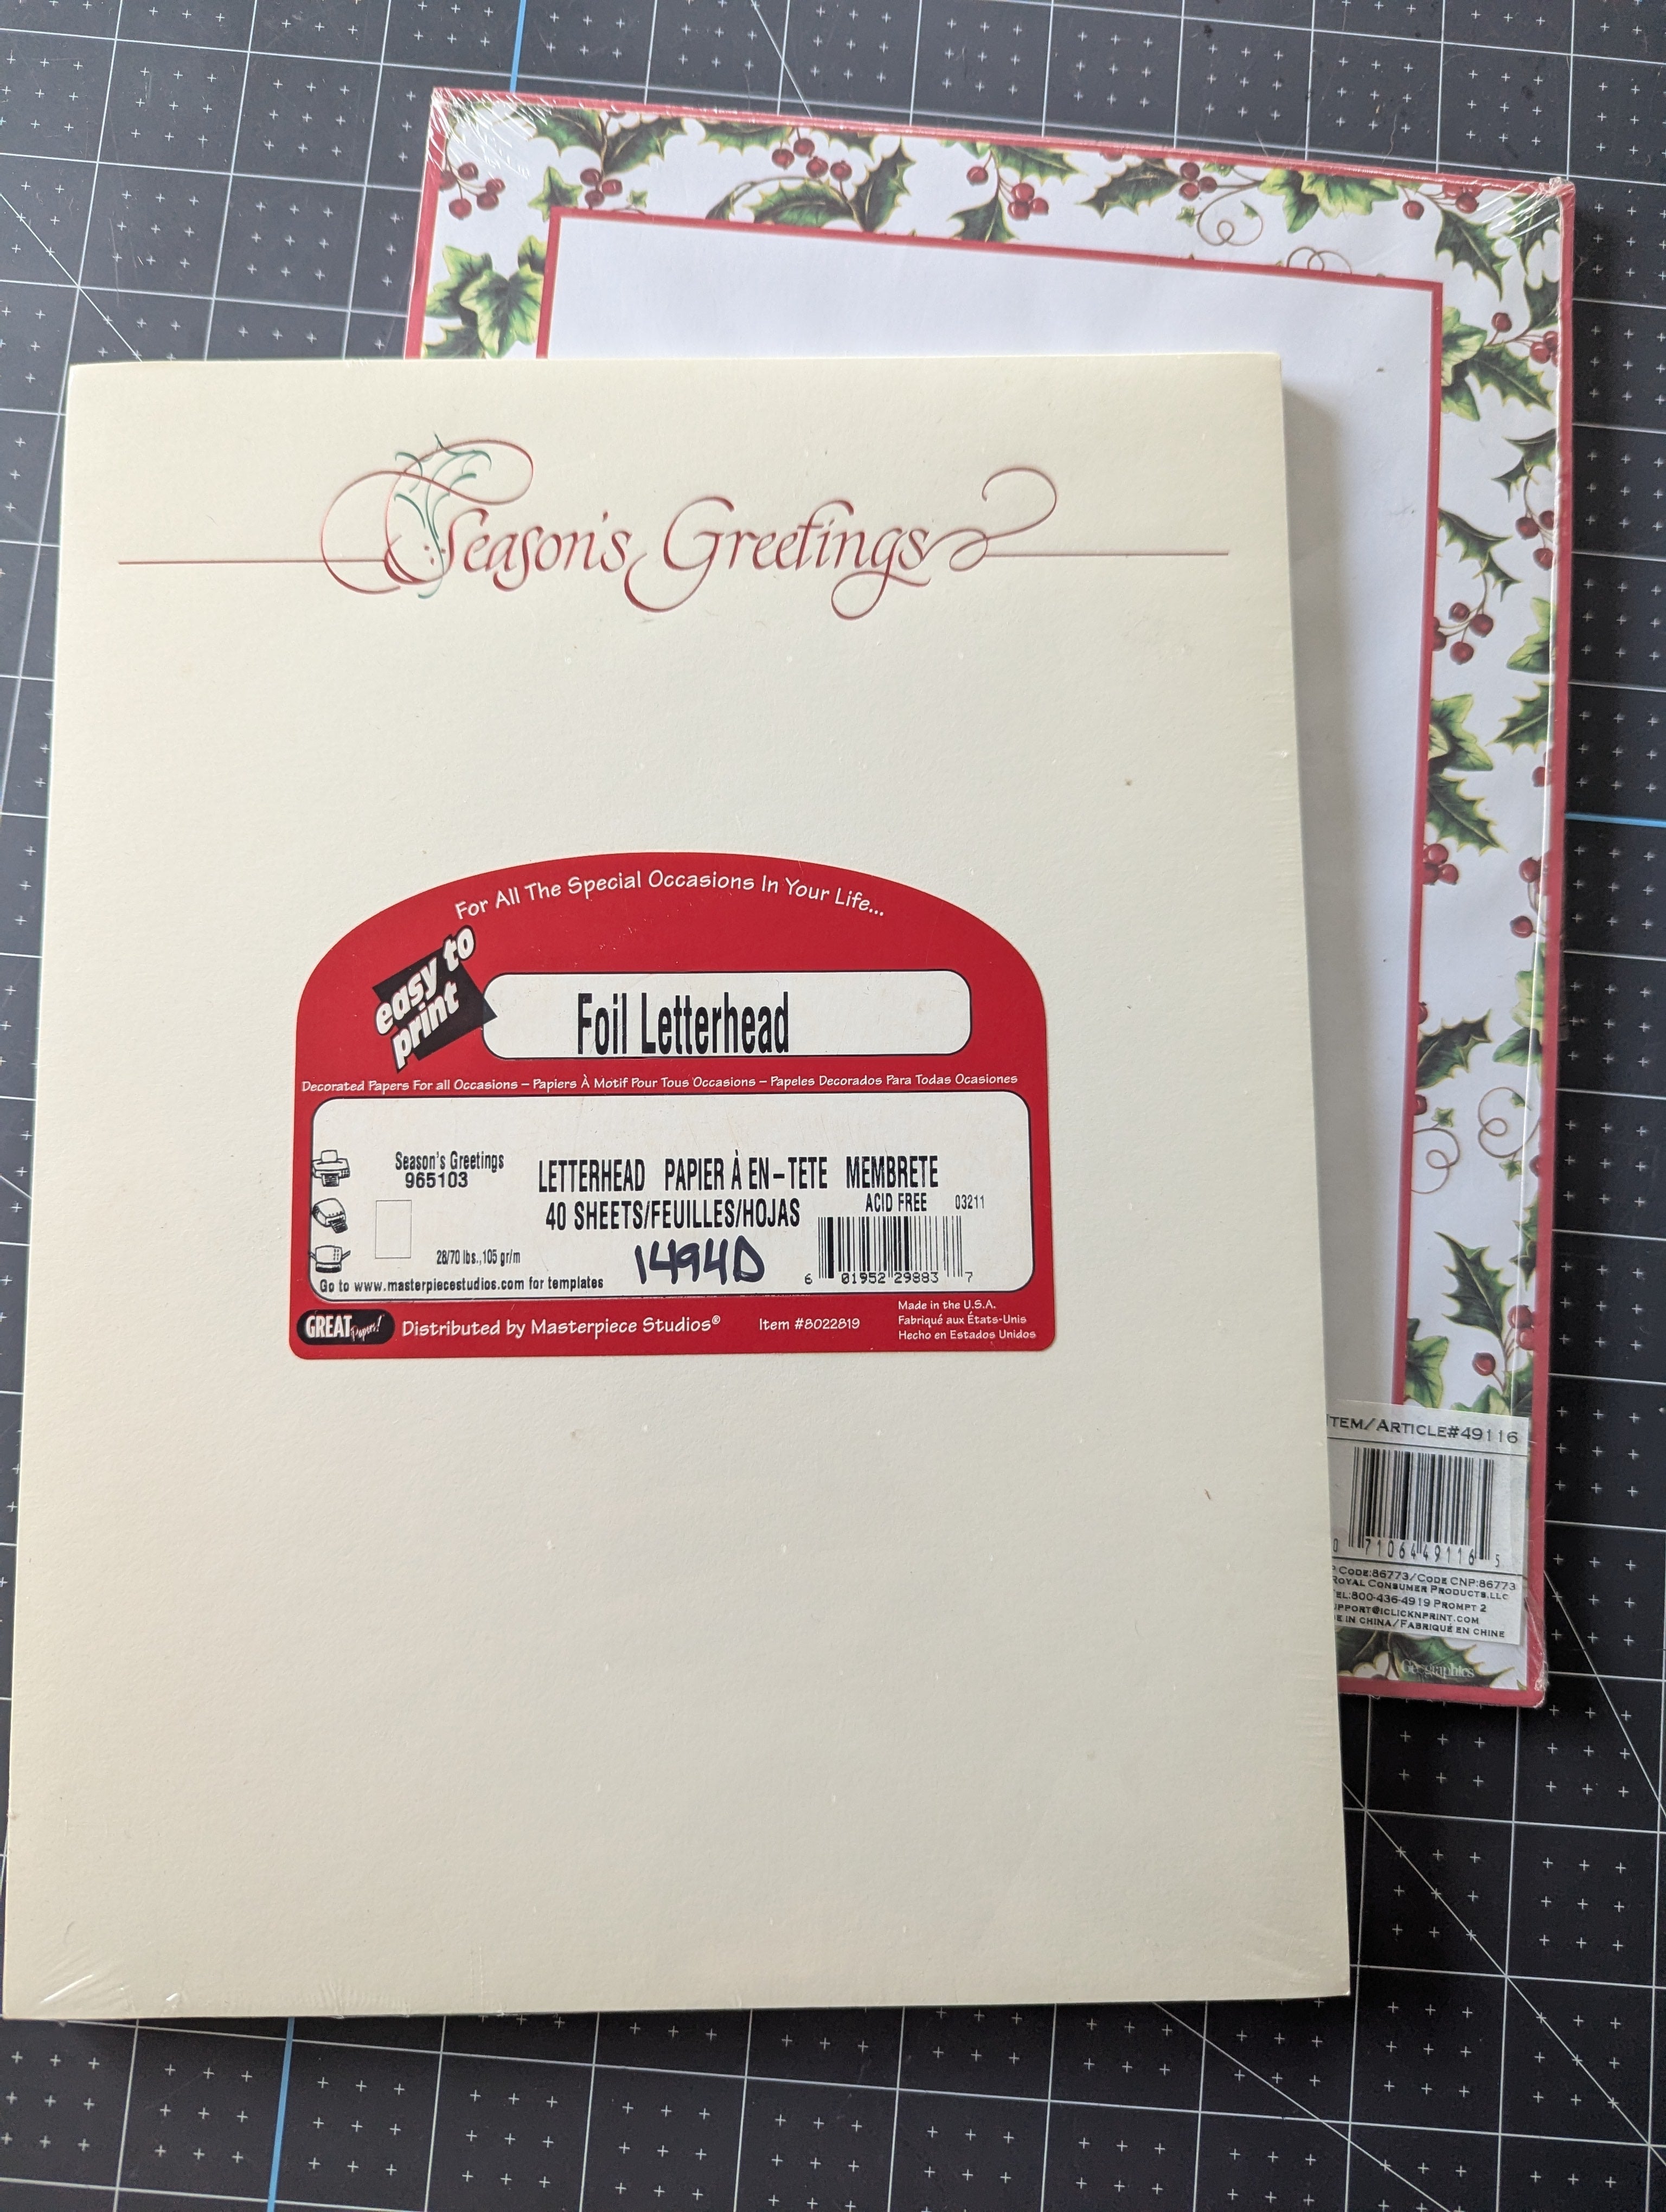 Season's Greetings
For All The Special Occasions In Your Life...
easy to
print
Foil Letterhead
Decorated Papers For all Occasions – Papiers À Motif Pour Tous Occasions – Papeles Decorados Para Todas Ocasiones
Season's Greetings
965103
LETTERHEAD PAPIER À EN-TETE MEMBRETE
40 SHEETS/FEUILLES/HOJAS
ACID FREE 03211
28/70 lbs.,105 gr/m
1494D
6 01952 29883 7
Go to www.masterpiecestudios.com for templates
GREAT Papers!
Distributed by Masterpiece Studios®
Item #8022819
Made in the U.S.A.
Fabriqué aux États-Unis
Hecho en Estados Unidos
ITEM/ARTICLE#49116
0 71064 49116 5
P CODE:86773/CODE CNP:86773
ROYAL CONSUMER PRODUCTS,LLC
TEL:800-436-4919 PROMPT 2
UPPORT@ICLICKNPRINT.COM
E IN CHINA/FABRIQUÉ EN CHINE
Geographics